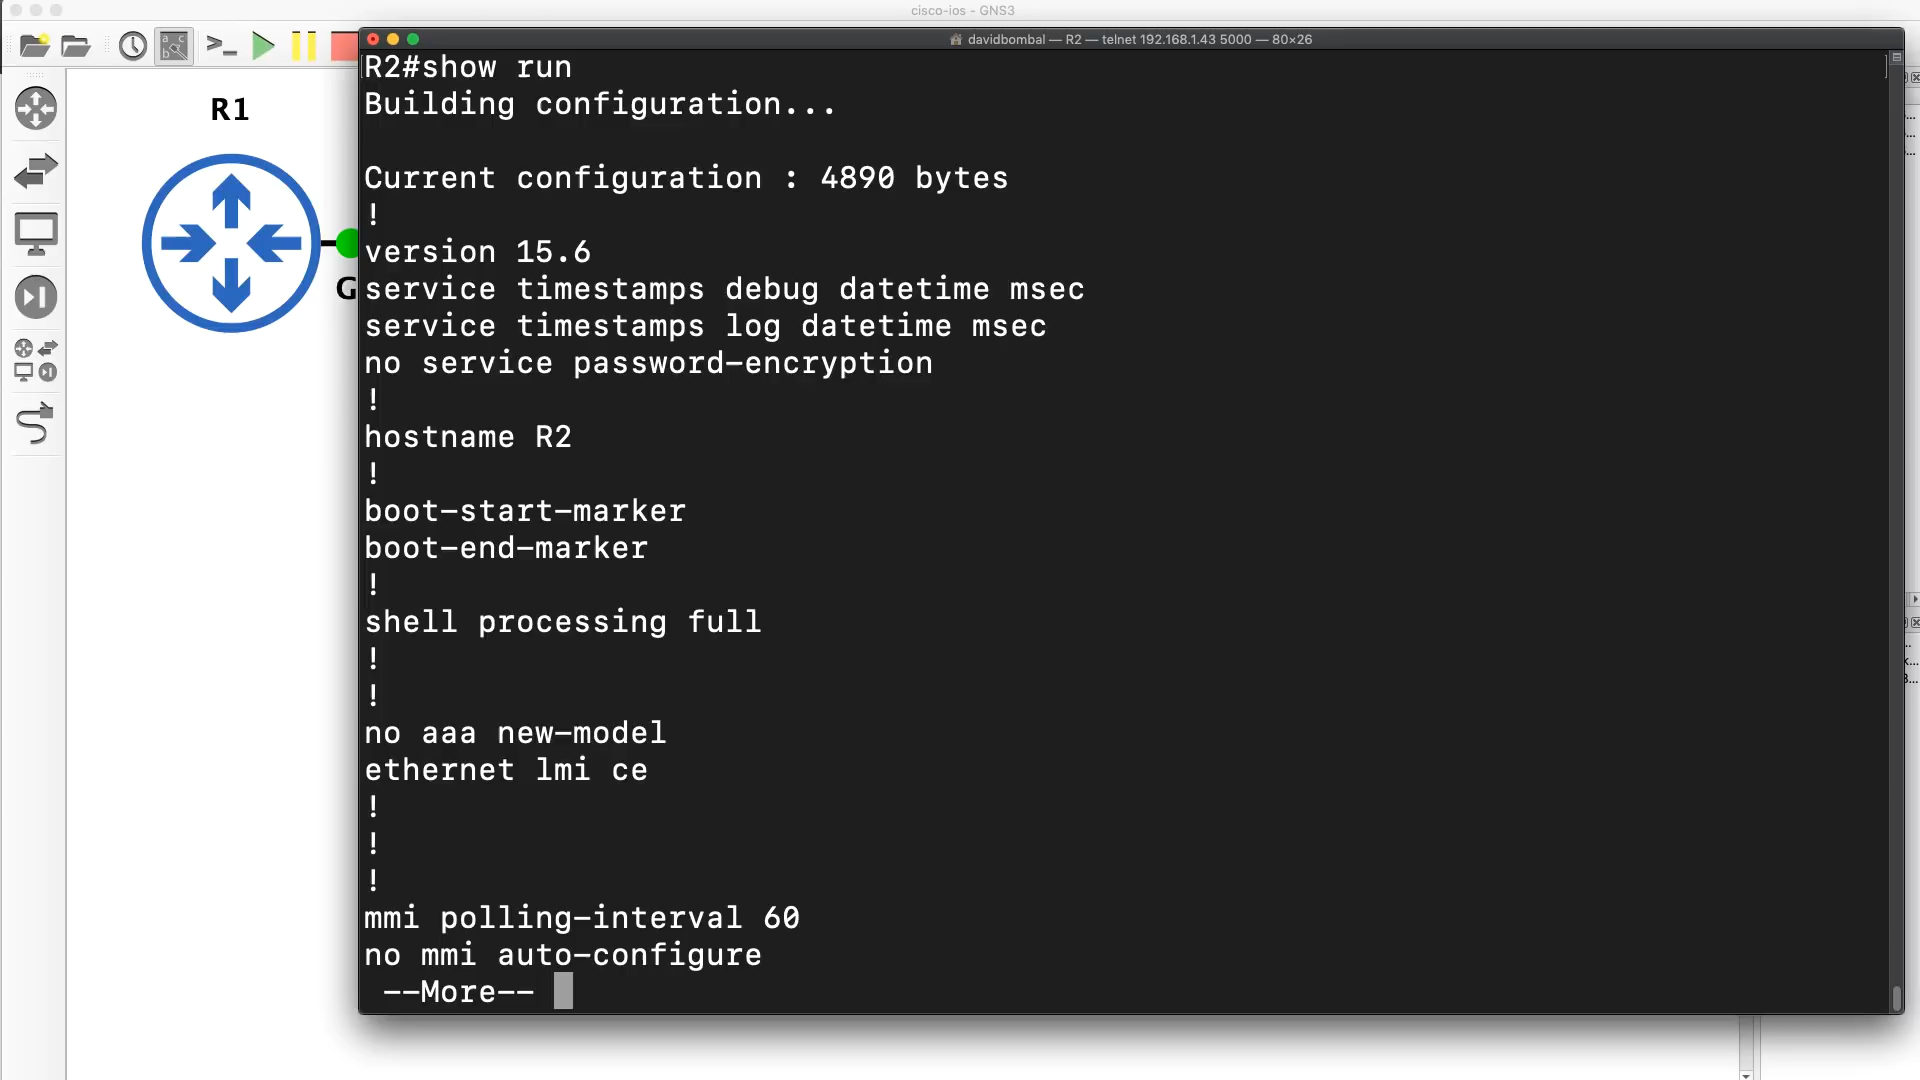 cisco-ios - GNS3
davidbombal — R2 — telnet 192.168.1.43 5000 — 80×26
R1
G
R2#show run
Building configuration...
Current configuration : 4890 bytes
!
version 15.6
service timestamps debug datetime msec
service timestamps log datetime msec
no service password-encryption
!
hostname R2
!
boot-start-marker
boot-end-marker
!
shell processing full
!
!
no aaa new-model
ethernet lmi ce
!
!
!
mmi polling-interval 60
no mmi auto-configure
--More--